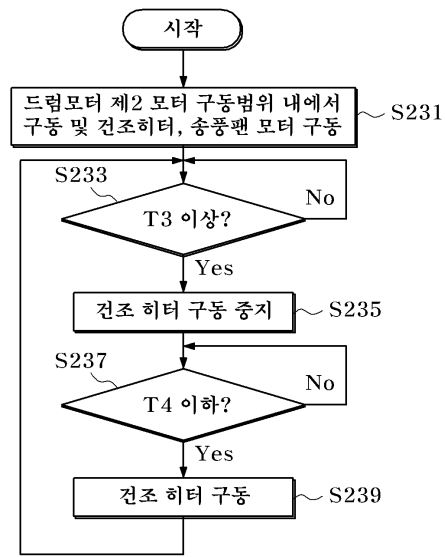 시작
드럼모터 제2 모터 구동범위 내에서
구동 및 건조히터, 송풍팬 모터 구동
S231
S233
T3 이상?
No
Yes
건조 히터 구동 중지
S235
S237
T4 이하?
No
Yes
건조 히터 구동
S239